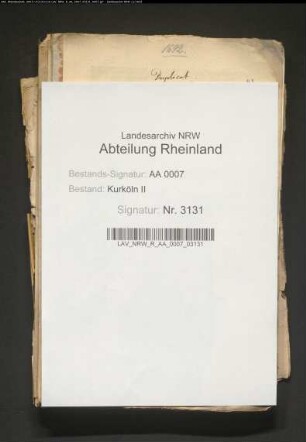 Duplicat
Landesarchiv NRW
Abteilung Rheinland
Bestands-Signatur: AA 0007
Bestand: Kurköln II
Signatur: Nr. 3131
LAV_NRW_R_AA_0007_03131